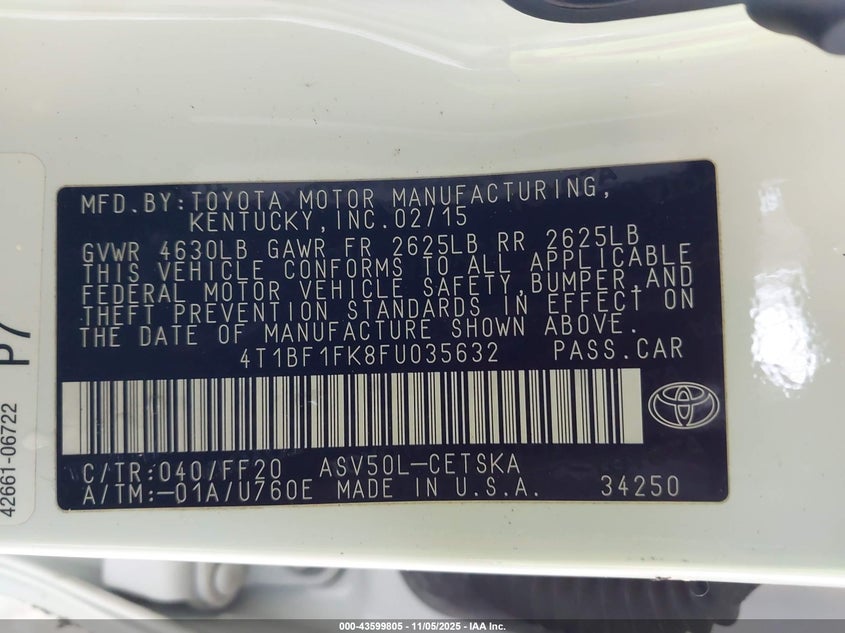 MFD.BY:TOYOTA MOTOR MANUFACTURING,
KENTUCKY,INC.02/15
GVWR 4630LB GAWR FR 2625LB RR 2625LB
THIS VEHICLE CONFORMS TO ALL APPLICABLE
FEDERAL MOTOR VEHICLE SAFETY,BUMPER,AND
THEFT PREVENTION STANDARDS IN EFFECT ON
THE DATE OF MANUFACTURE SHOWN ABOVE.
4T1BF1FK8FU035632 PASS.CAR
C/TR:040/FF20 ASV50L-CETSKA
A/TM:-01A/U760E MADE IN U.S.A. 34250
P7
42661-06722
000-43599805 - 11/05/2025 - IAA Inc.